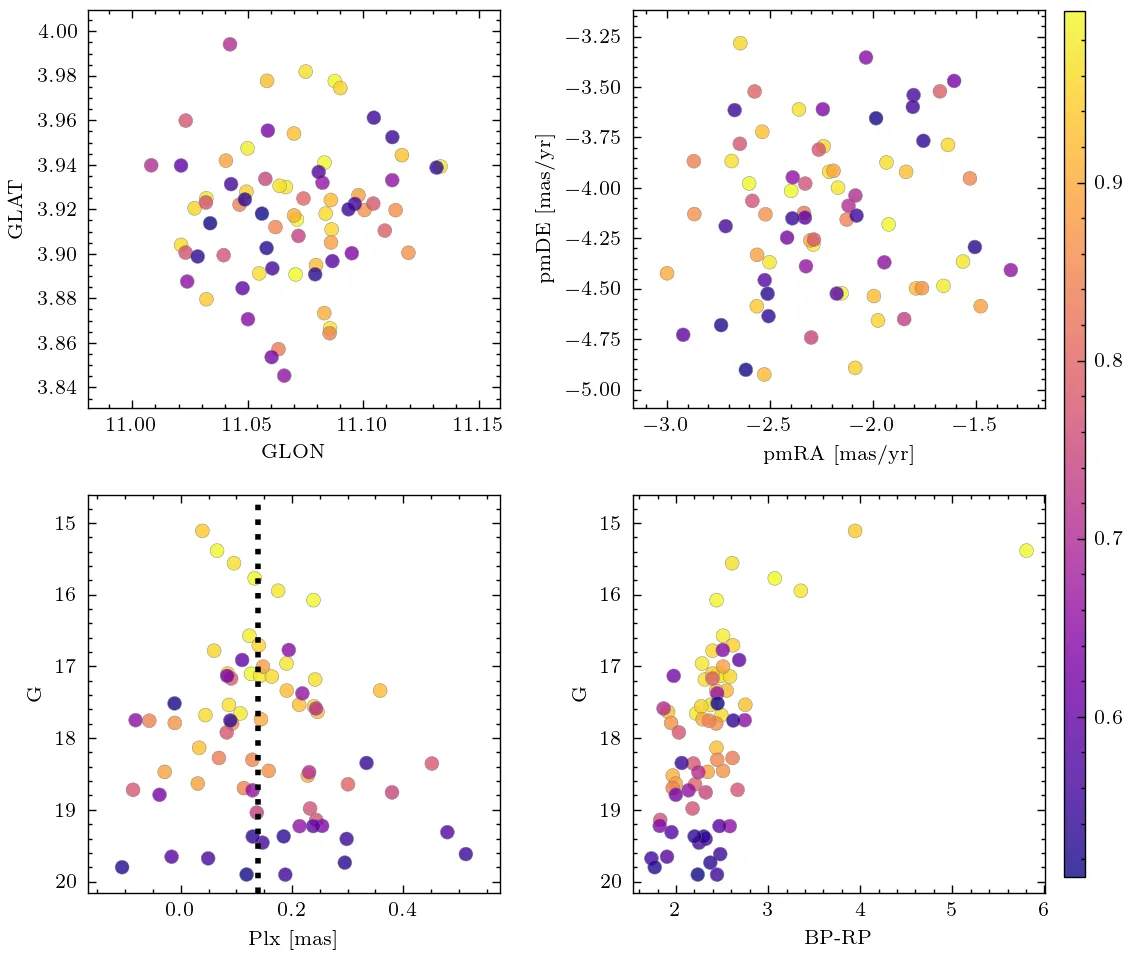 4.00
3.98
3.96
3.94
3.92
3.90
3.88
3.86
3.84
GLAT
11.00 11.05 11.10 11.15
GLON
−3.25
−3.50
−3.75
−4.00
−4.25
−4.50
−4.75
−5.00
pmDE [mas/yr]
−3.0 −2.5 −2.0 −1.5
pmRA [mas/yr]
15
16
17
18
19
20
G
0.0 0.2 0.4
Plx [mas]
15
16
17
18
19
20
G
2 3 4 5 6
BP-RP
0.9
0.8
0.7
0.6